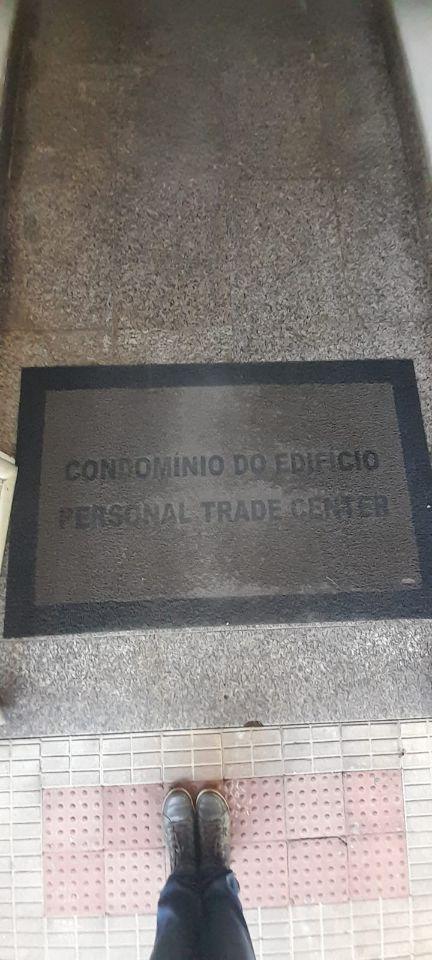 CONDOMÍNIO DO EDIFÍCIO
PERSONAL TRADE CENTER